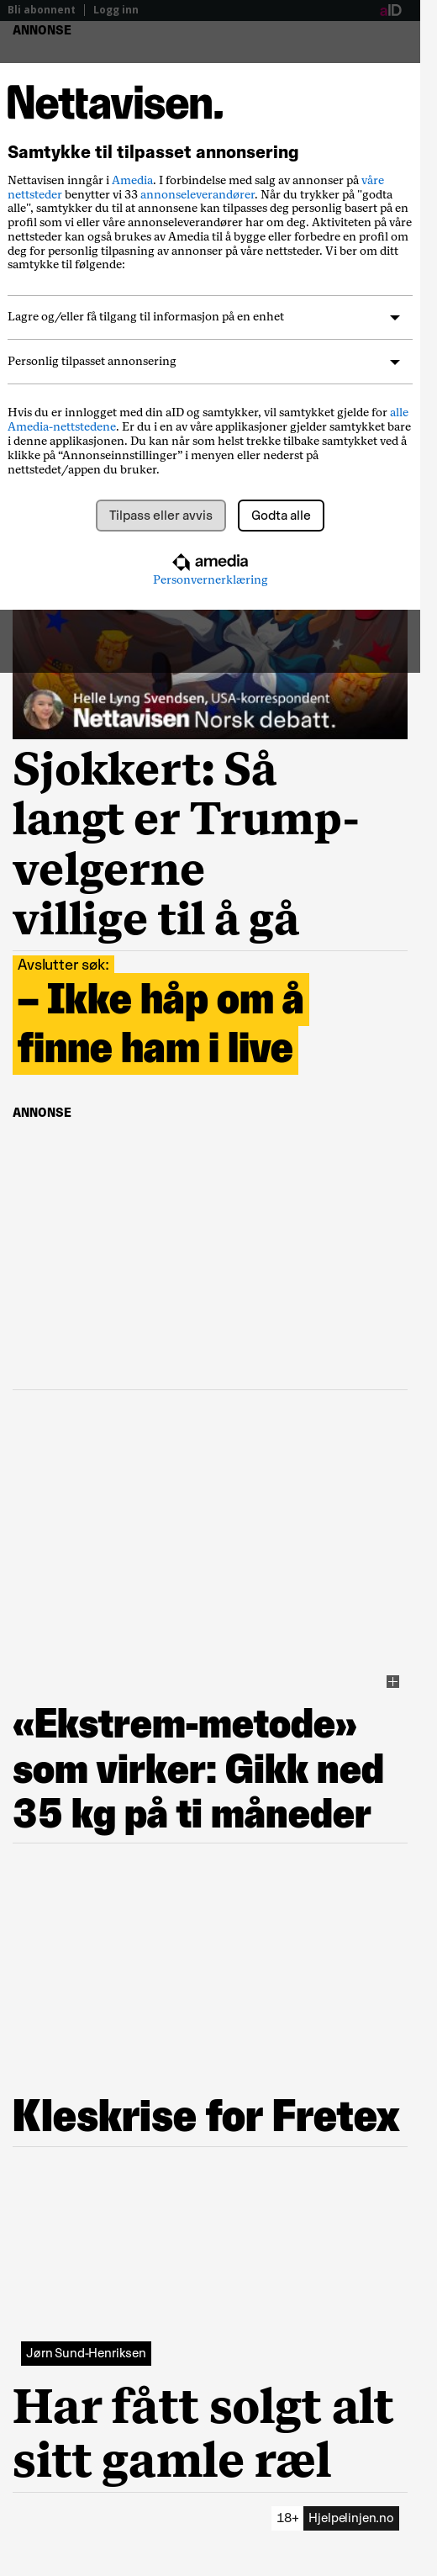 Bli abonnent | Logg inn aID
ANNONSE
Nettavisen.
Samtykke til tilpasset annonsering
Nettavisen inngår i Amedia. I forbindelse med salg av annonser på våre
nettsteder benytter vi 33 annonseleverandører. Når du trykker på "godta
alle", samtykker du til at annonsene kan tilpasses deg personlig basert på en
profil som vi eller våre annonseleverandører har om deg. Aktiviteten på våre
nettsteder kan også brukes av Amedia til å bygge eller forbedre en profil om
deg for personlig tilpasning av annonser på våre nettsteder. Vi ber om ditt
samtykke til følgende:
Lagre og/eller få tilgang til informasjon på en enhet
Personlig tilpasset annonsering
Hvis du er innlogget med din aID og samtykker, vil samtykket gjelde for alle
Amedia-nettstedene. Er du i en av våre applikasjoner gjelder samtykket bare
i denne applikasjonen. Du kan når som helst trekke tilbake samtykket ved å
klikke på “Annonseinnstillinger” i menyen eller nederst på
nettstedet/appen du bruker.
Tilpass eller avvis Godta alle
amedia
Personvernerklæring
Helle Lyng Svendsen, USA-korrespondent
Nettavisen Norsk debatt.
Sjokkert: Så
langt er Trump-
velgerne
villige til å gå
Avslutter søk:
– Ikke håp om å
finne ham i live
ANNONSE
«Ekstrem-metode»
som virker: Gikk ned
35 kg på ti måneder
Kleskrise for Fretex
Jørn Sund-Henriksen
Har fått solgt alt
sitt gamle ræl
18+ Hjelpelinjen.no